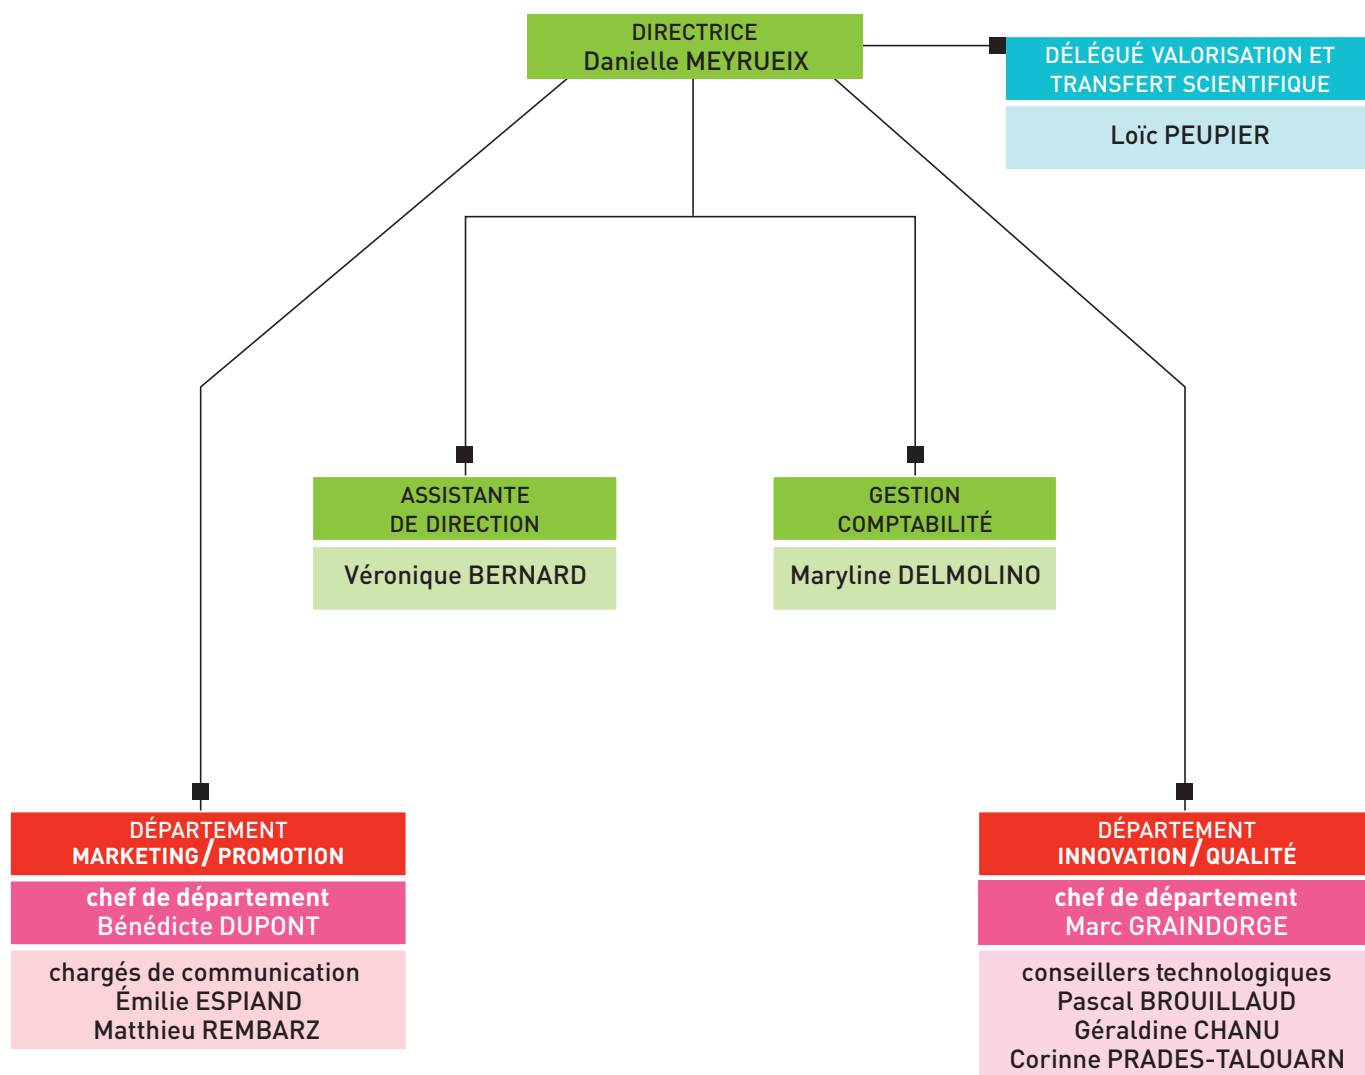 DIRECTRICE
Danielle MEYRUEIX
DÉLÉGUÉ VALORISATION ET
TRANSFERT SCIENTIFIQUE
Loïc PEUPIER
ASSISTANTE
DE DIRECTION
Véronique BERNARD
GESTION
COMPTABILITÉ
Maryline DELMOLINO
DÉPARTEMENT
MARKETING/PROMOTION
chef de département
Bénédicte DUPONT
chargés de communication
Émilie ESPIAND
Matthieu REMBARZ
DÉPARTEMENT
INNOVATION/QUALITÉ
chef de département
Marc GRAINDORGE
conseillers technologiques
Pascal BROUILLAUD
Géraldine CHANU
Corinne PRADES-TALOUARN